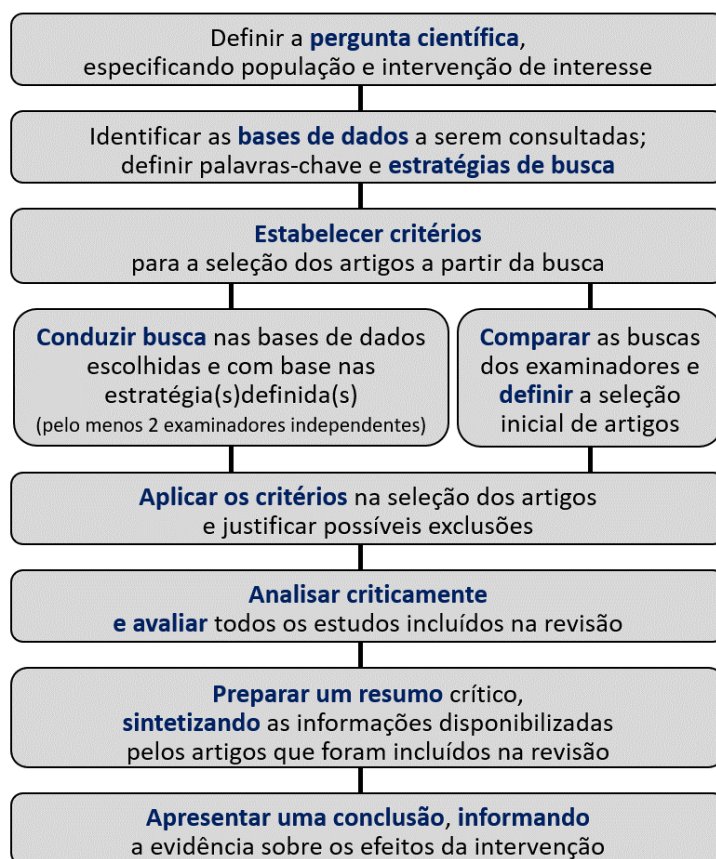 Definir a pergunta científica,
especificando população e intervenção de interesse
Identificar as bases de dados a serem consultadas;
definir palavras-chave e estratégias de busca
Estabelecer critérios
para a seleção dos artigos a partir da busca
Conduzir busca nas bases de dados
escolhidas e com base nas
estratégia(s)definida(s)
(pelo menos 2 examinadores independentes)
Comparar as buscas
dos examinadores e
definir a seleção
inicial de artigos
Aplicar os critérios na seleção dos artigos
e justificar possíveis exclusões
Analisar criticamente
e avaliar todos os estudos incluídos na revisão
Preparar um resumo crítico,
sintetizando as informações disponibilizadas
pelos artigos que foram incluídos na revisão
Apresentar uma conclusão, informando
a evidência sobre os efeitos da intervenção